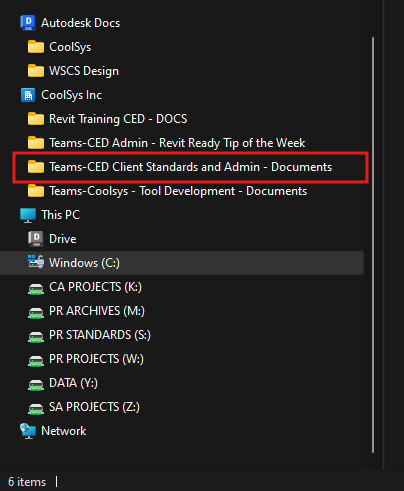 Autodesk Docs
CoolSys
WSCS Design
CoolSys Inc
Revit Training CED - DOCS
Teams-CED Admin - Revit Ready Tip of the Week
Teams-CED Client Standards and Admin - Documents
Teams-Coolsys - Tool Development - Documents
This PC
Drive
Windows (C:)
CA PROJECTS (K:)
PR ARCHIVES (M:)
PR STANDARDS (S:)
PR PROJECTS (W:)
DATA (Y:)
SA PROJECTS (Z:)
Network
6 items